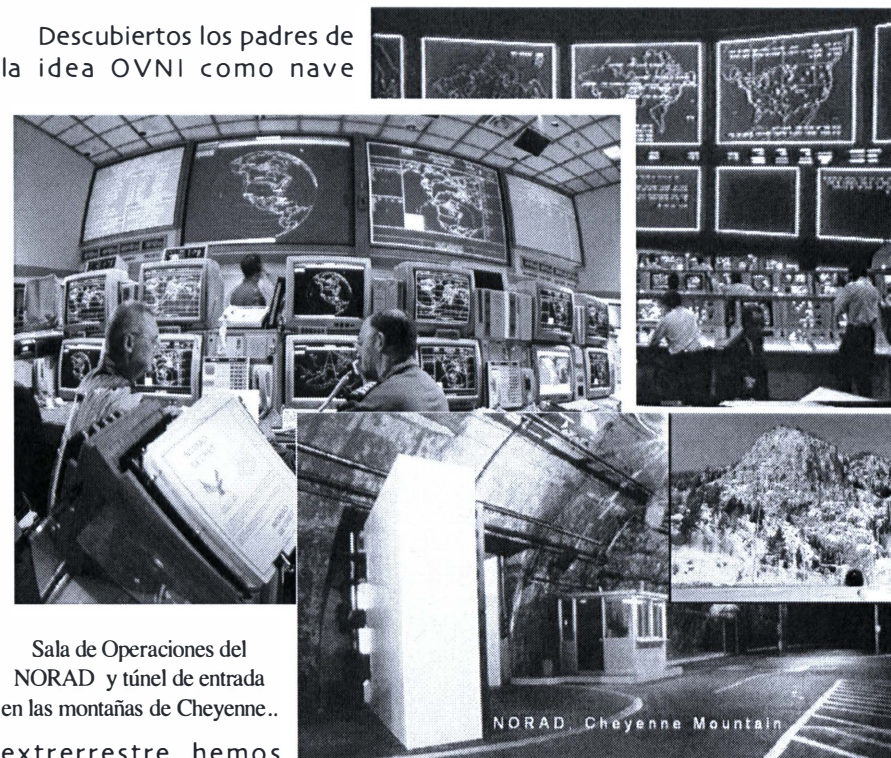 Descubiertos los padres de
la idea OVNI como nave
Sala de Operaciones del
NORAD y túnel de entrada
en las montañas de Cheyenne..
NORAD, Cheyenne Mountain
extrerrestre hemos